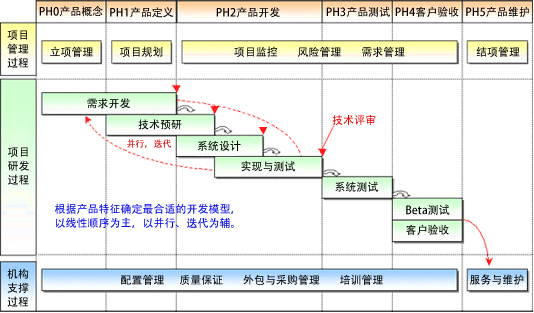 PH0产品概念 PH1产品定义 PH2产品开发 PH3产品测试 PH4客户验收 PH5产品维护
项目
管理
过程
立项管理 项目规划 项目监控 风险管理 需求管理 结项管理
项目
研发
过程
需求开发
技术预研
技术评审
并行，迭代
系统设计
实现与测试
系统测试
根据产品特征确定最合适的开发模型，
以线性顺序为主，以并行、迭代为辅。
Beta测试
客户验收
机构
支撑
过程
配置管理 质量保证 外包与采购管理 培训管理 服务与维护